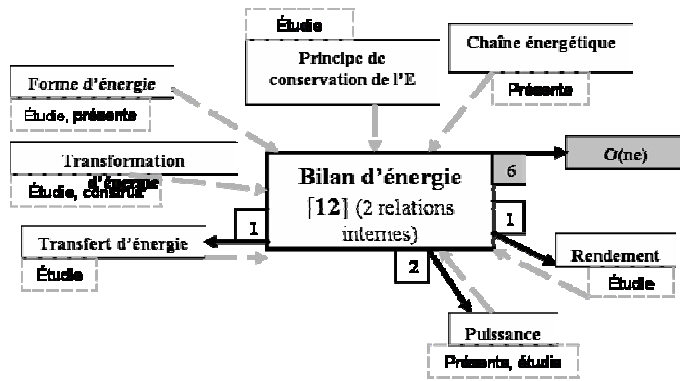 Étudie
Principe de
conservation de l'E
Chaîne énergétique
Présente
Forme d'énergie
Étudie, présente
Transformation
d'énergie
Étudie, construit
Bilan d'énergie
[12] (2 relations
internes)
6
O(ne)
1
1
Transfert d'énergie
Étudie
2
Rendement
Étudie
Puissance
Présente, étudie